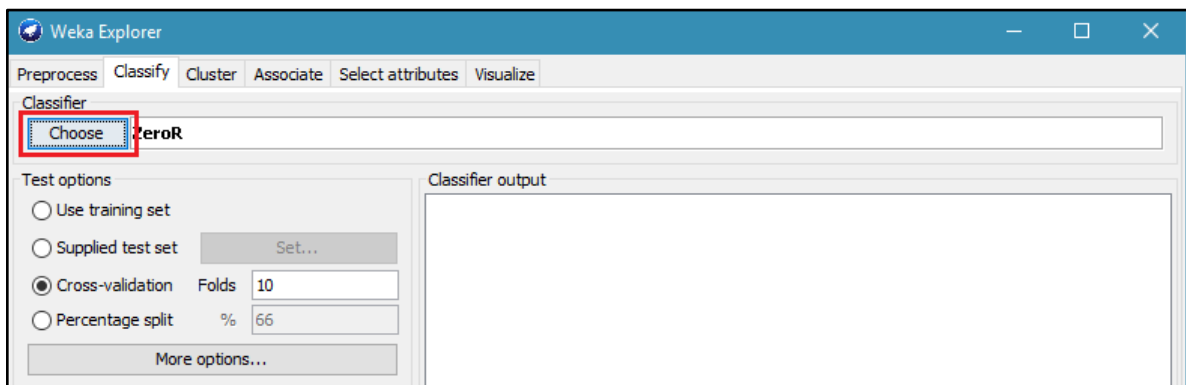 Weka Explorer
Preprocess Classify Cluster Associate Select attributes Visualize
Classifier
Choose ZeroR
Test options
Use training set
Supplied test set Set...
Cross-validation Folds 10
Percentage split % 66
More options...
Classifier output